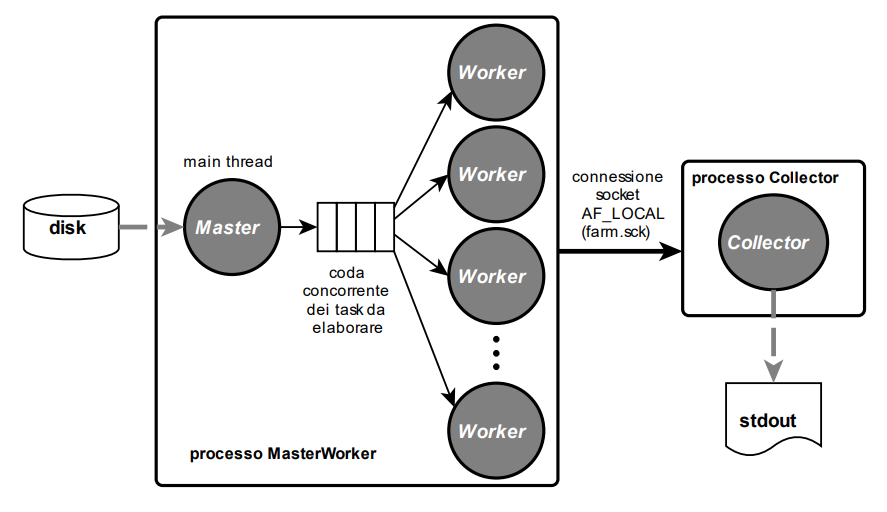 Worker
main thread
Worker
disk
Master
coda
concorrente
dei task da
elaborare
Worker
Worker
processo MasterWorker
connessione
socket
AF_LOCAL
(farm.sck)
processo Collector
Collector
stdout